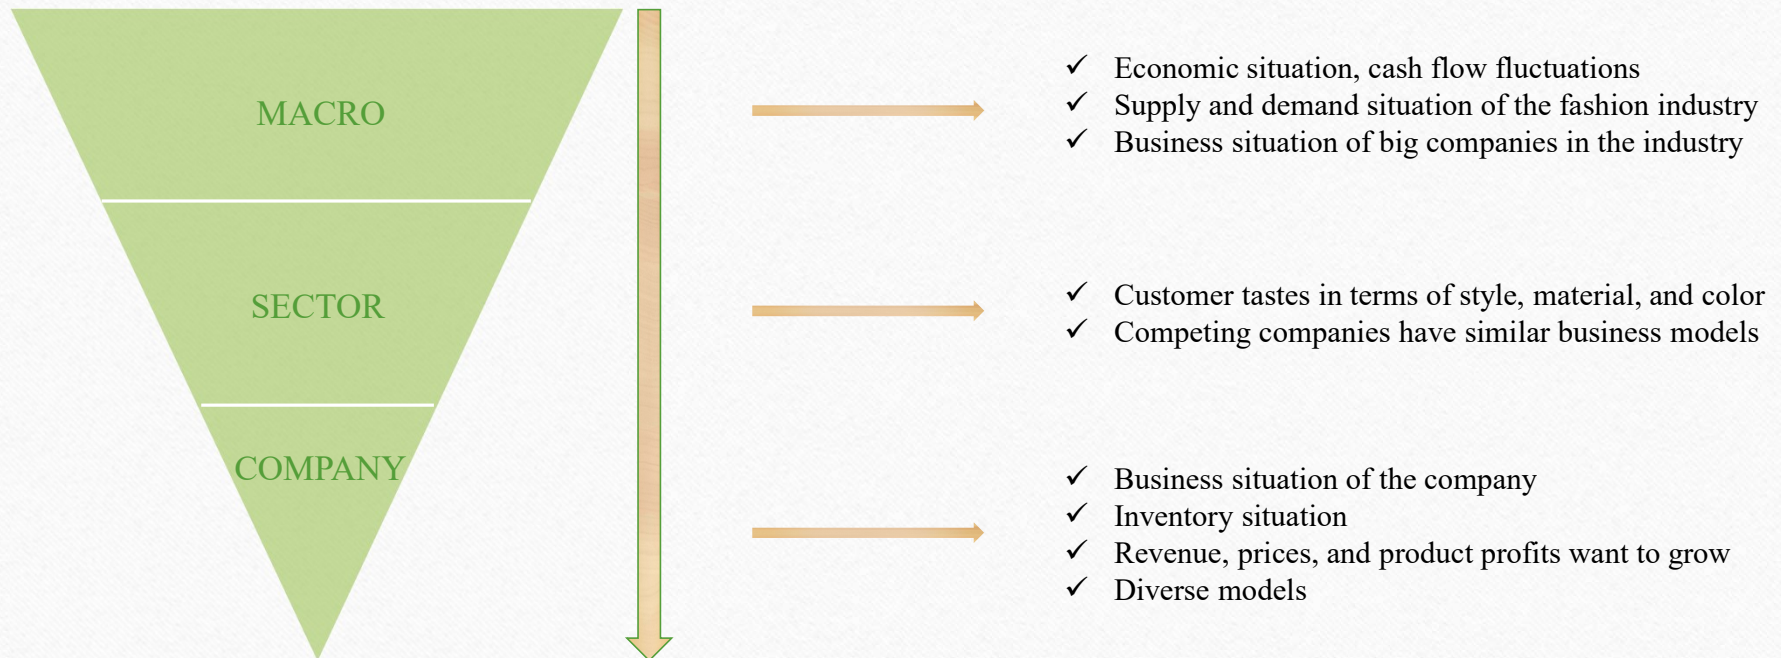 MACRO
✓ Economic situation, cash flow fluctuations
✓ Supply and demand situation of the fashion industry
✓ Business situation of big companies in the industry
SECTOR
✓ Customer tastes in terms of style, material, and color
✓ Competing companies have similar business models
COMPANY
✓ Business situation of the company
✓ Inventory situation
✓ Revenue, prices, and product profits want to grow
✓ Diverse models